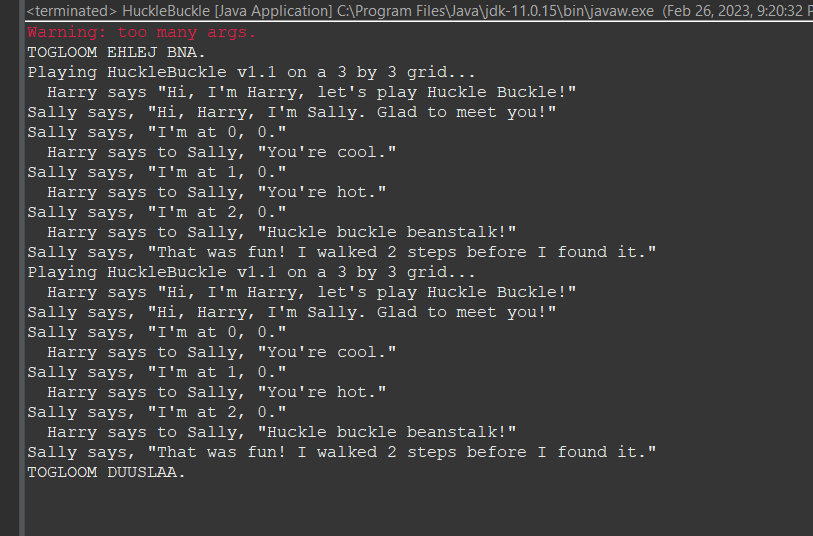 <terminated> HuckleBuckle [Java Application] C:\Program Files\Java\jdk-11.0.15\bin\javaw.exe (Feb 26, 2023, 9:20:32 P
Warning: too many args.
TOGLOOM EHLEJ BNA.
Playing HuckleBuckle v1.1 on a 3 by 3 grid...
  Harry says "Hi, I'm Harry, let's play Huckle Buckle!"
Sally says, "Hi, Harry, I'm Sally. Glad to meet you!"
Sally says, "I'm at 0, 0."
  Harry says to Sally, "You're cool."
Sally says, "I'm at 1, 0."
  Harry says to Sally, "You're hot."
Sally says, "I'm at 2, 0."
  Harry says to Sally, "Huckle buckle beanstalk!"
Sally says, "That was fun! I walked 2 steps before I found it."
Playing HuckleBuckle v1.1 on a 3 by 3 grid...
  Harry says "Hi, I'm Harry, let's play Huckle Buckle!"
Sally says, "Hi, Harry, I'm Sally. Glad to meet you!"
Sally says, "I'm at 0, 0."
  Harry says to Sally, "You're cool."
Sally says, "I'm at 1, 0."
  Harry says to Sally, "You're hot."
Sally says, "I'm at 2, 0."
  Harry says to Sally, "Huckle buckle beanstalk!"
Sally says, "That was fun! I walked 2 steps before I found it."
TOGLOOM DUUSLAA.